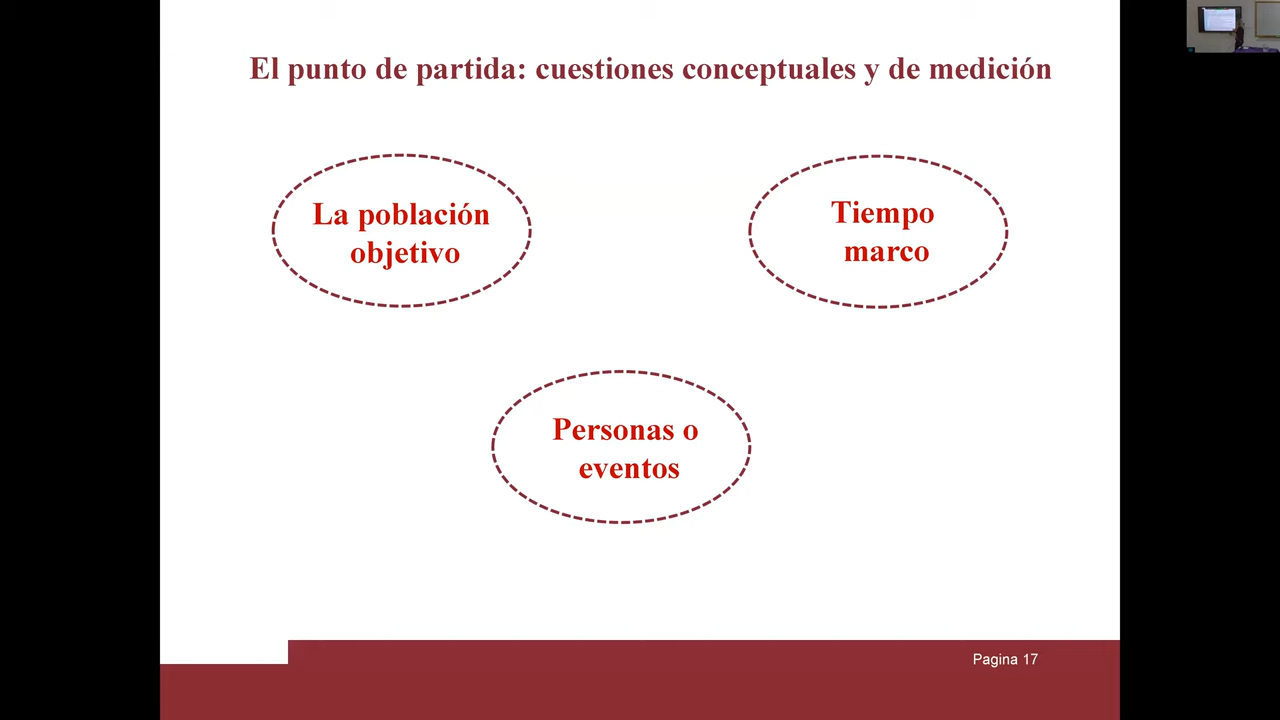 El punto de partida: cuestiones conceptuales y de medición
La población
objetivo
Tiempo
marco
Personas o
eventos
Pagina 17